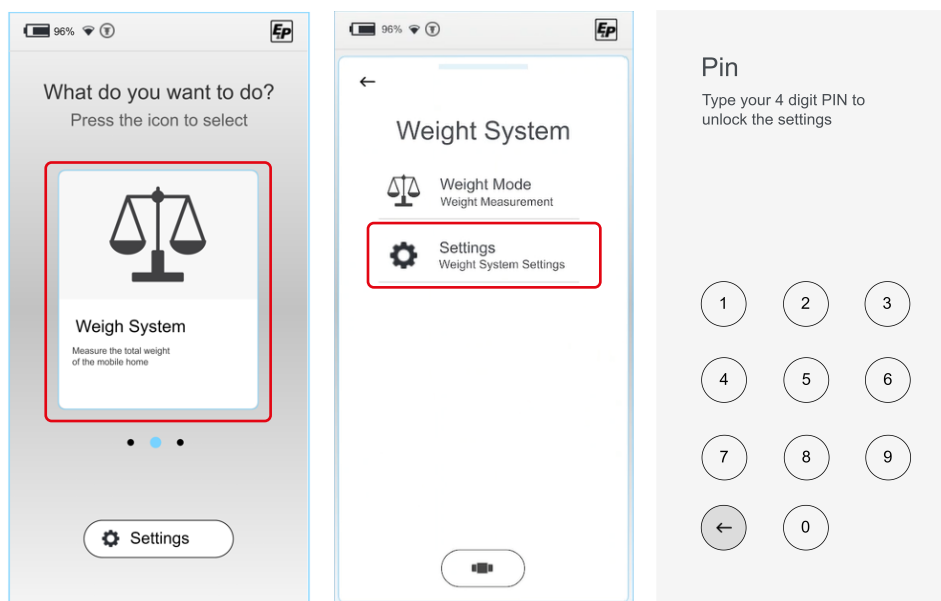 96%
E&P
What do you want to do?
Press the icon to select
Weigh System
Measure the total weight
of the mobile home
Settings
96%
E&P
Weight System
Weight Mode
Weight Measurement
Settings
Weight System Settings
Pin
Type your 4 digit PIN to
unlock the settings
1 2 3
4 5 6
7 8 9
0